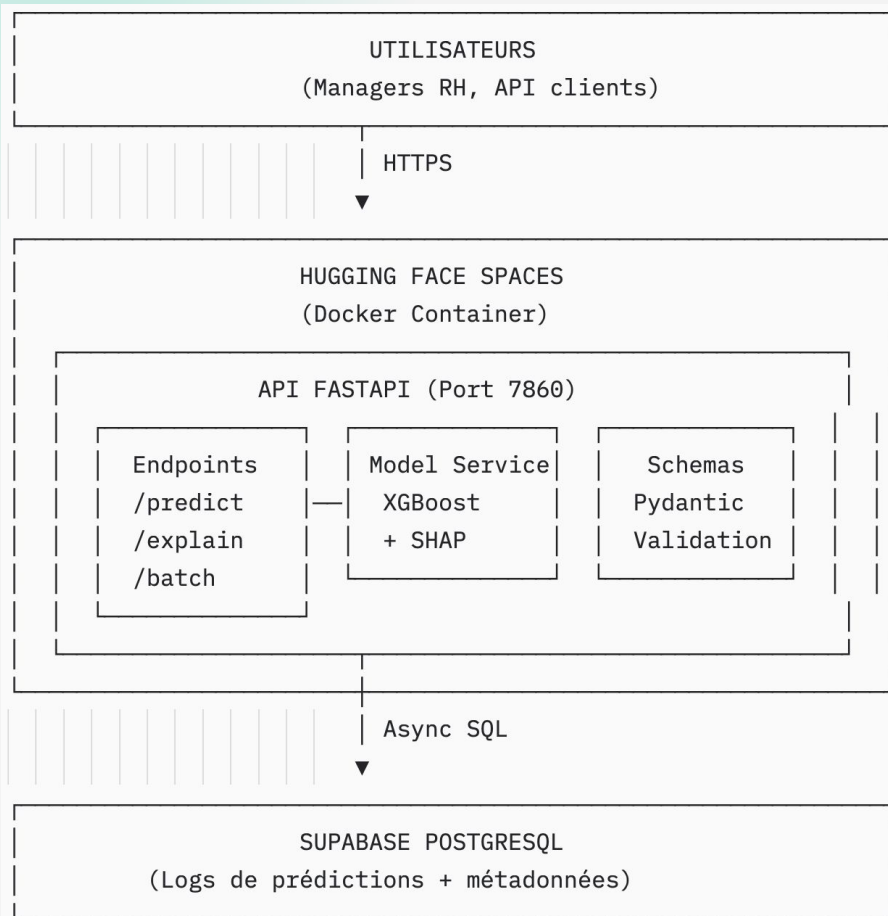 UTILISATEURS
(Managers RH, API clients)
HTTPS
HUGGING FACE SPACES
(Docker Container)
API FASTAPI (Port 7860)
Endpoints
/predict
/explain
/batch
Model Service
XGBoost
+ SHAP
Schemas
Pydantic
Validation
Async SQL
SUPABASE POSTGRESQL
(Logs de prédictions + métadonnées)